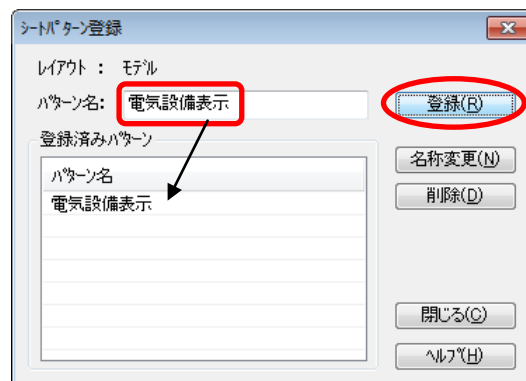 ｼｰﾄﾊﾟﾀｰﾝ登録
ﾚｲｱｳﾄ : ﾓﾃﾞﾙ
ﾊﾟﾀｰﾝ名: 電気設備表示
登録(R)
登録済みﾊﾟﾀｰﾝ
名称変更(N)
ﾊﾟﾀｰﾝ名
削除(D)
電気設備表示
閉じる(C)
ﾍﾙﾌﾟ(H)